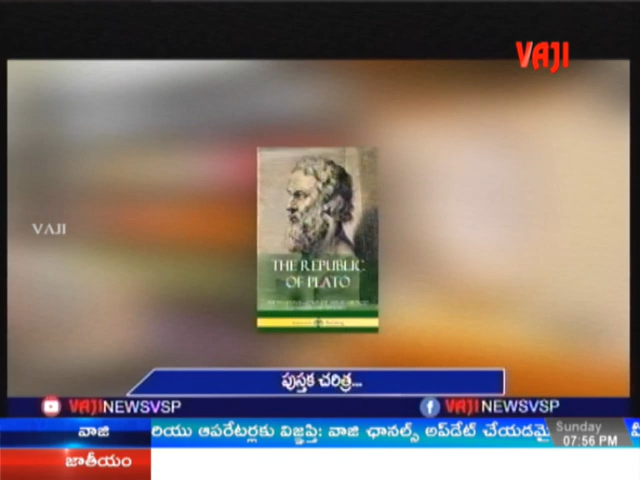 VAJI
VAJI
THE REPUBLIC
OF PLATO
పుస్తక చరిత్ర...
VAJINEWSVSP
VAJINEWSVSP
వాజి
రియు ఆపరేటర్లకు విజ్ఞప్తి: వాజి ఛానల్స్ అప్‌డేట్ చేయడమై
Sunday
07:56 PM
జాతీయం